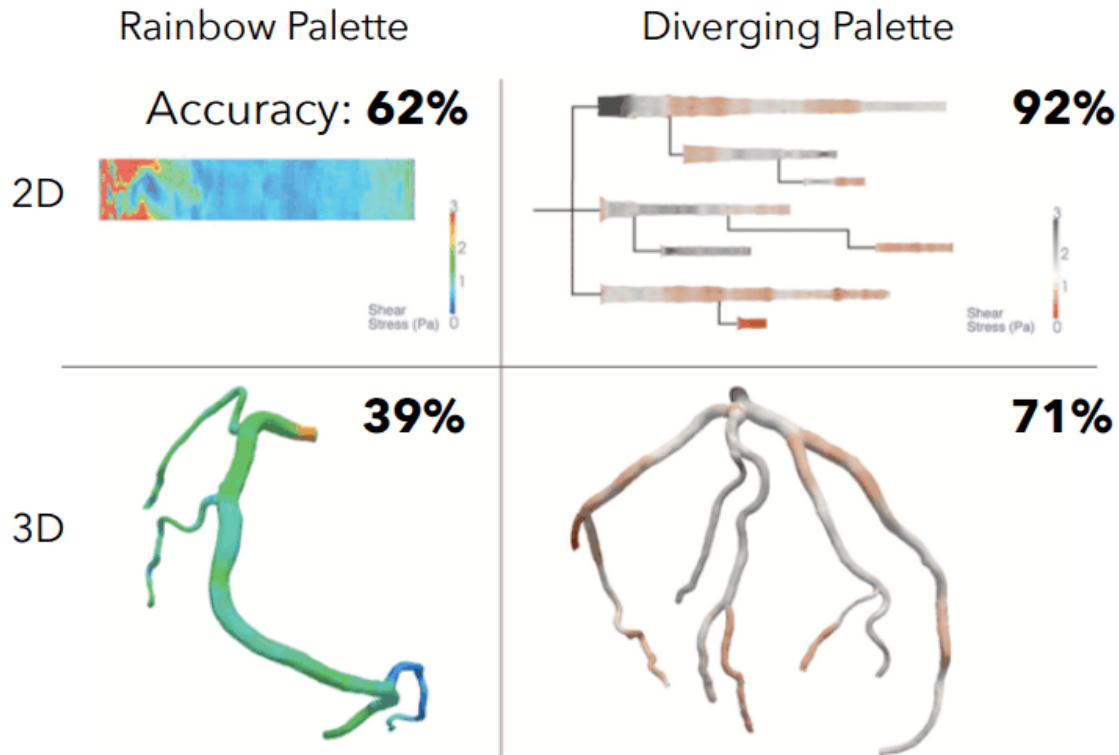 Rainbow Palette
Diverging Palette
2D
Accuracy: 62%
3
2
1
0
Shear
Stress (Pa)
92%
3
2
1
0
Shear
Stress (Pa)
3D
39%
71%